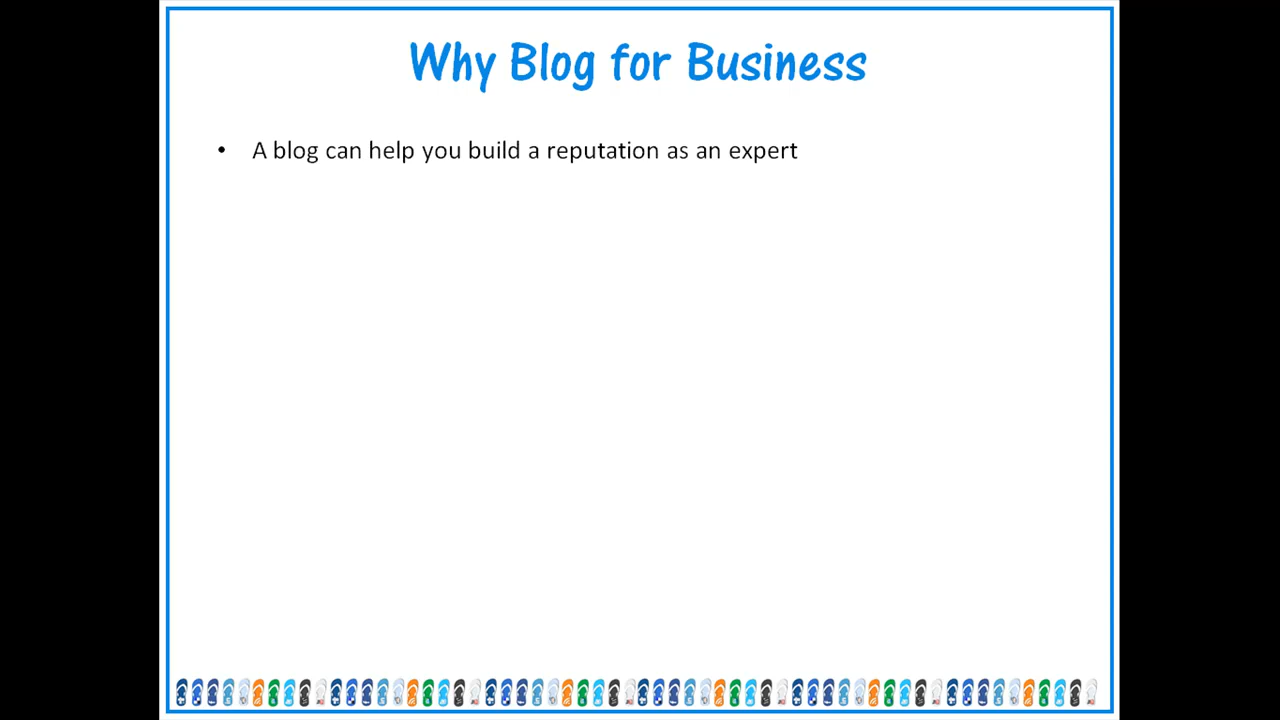 Why Blog for Business
• A blog can help you build a reputation as an expert